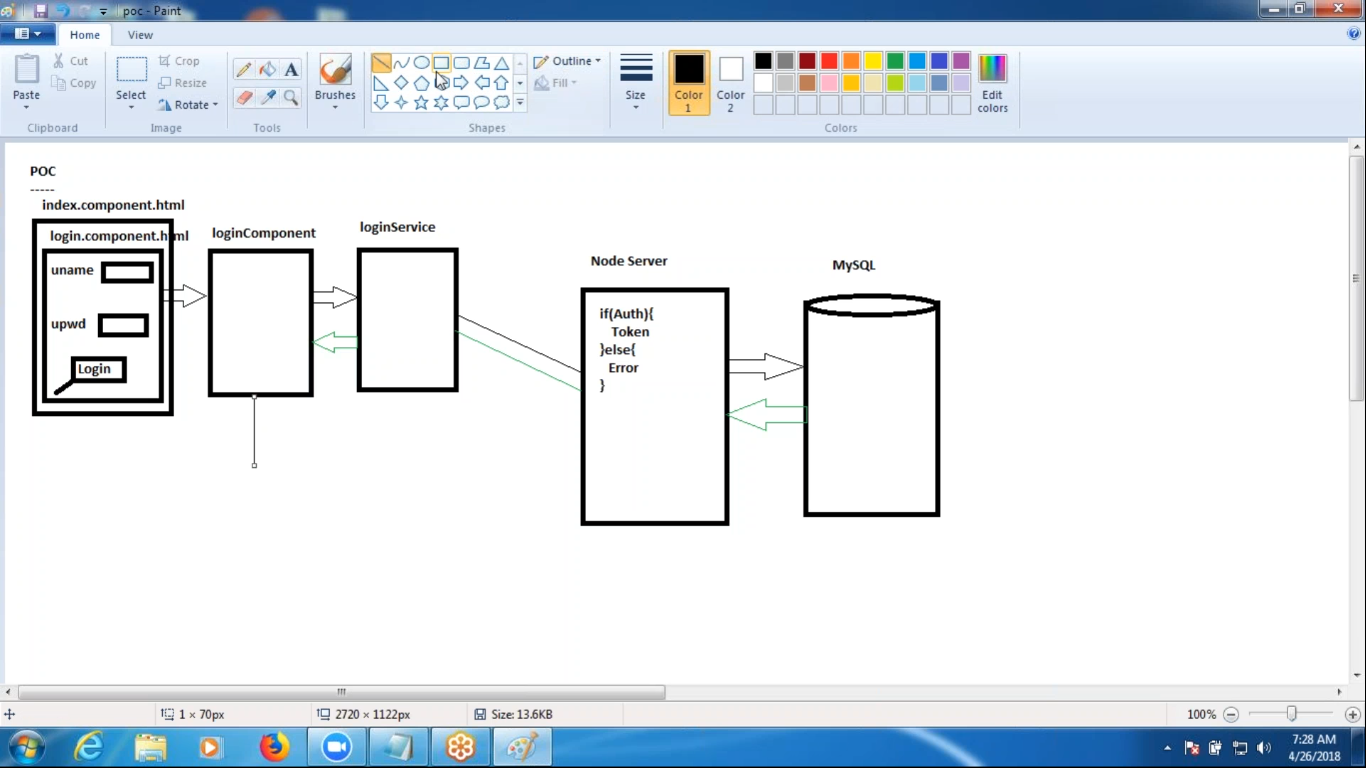 poc - Paint
Home
View
Paste
Cut
Copy
Clipboard
Select
Crop
Resize
Rotate
Image
Tools
Brushes
Outline
Fill
Shapes
Size
Color 1
Color 2
Edit colors
Colors
POC
-----
index.component.html
login.component.html
uname
upwd
Login
loginComponent
loginService
Node Server
if(Auth){
Token
}else{
Error
}
MySQL
1 × 70px
2720 × 1122px
Size: 13.6KB
100%
7:28 AM
4/26/2018